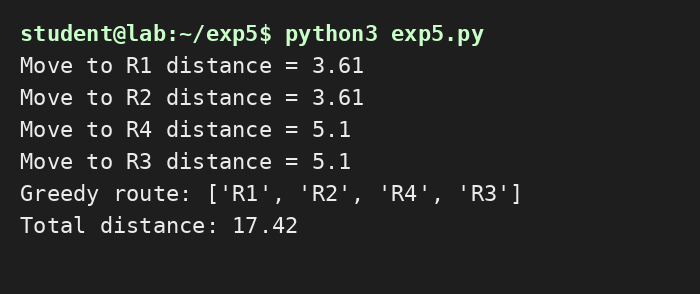 student@lab:~/exp5$ python3 exp5.py
Move to R1 distance = 3.61
Move to R2 distance = 3.61
Move to R4 distance = 5.1
Move to R3 distance = 5.1
Greedy route: ['R1', 'R2', 'R4', 'R3']
Total distance: 17.42